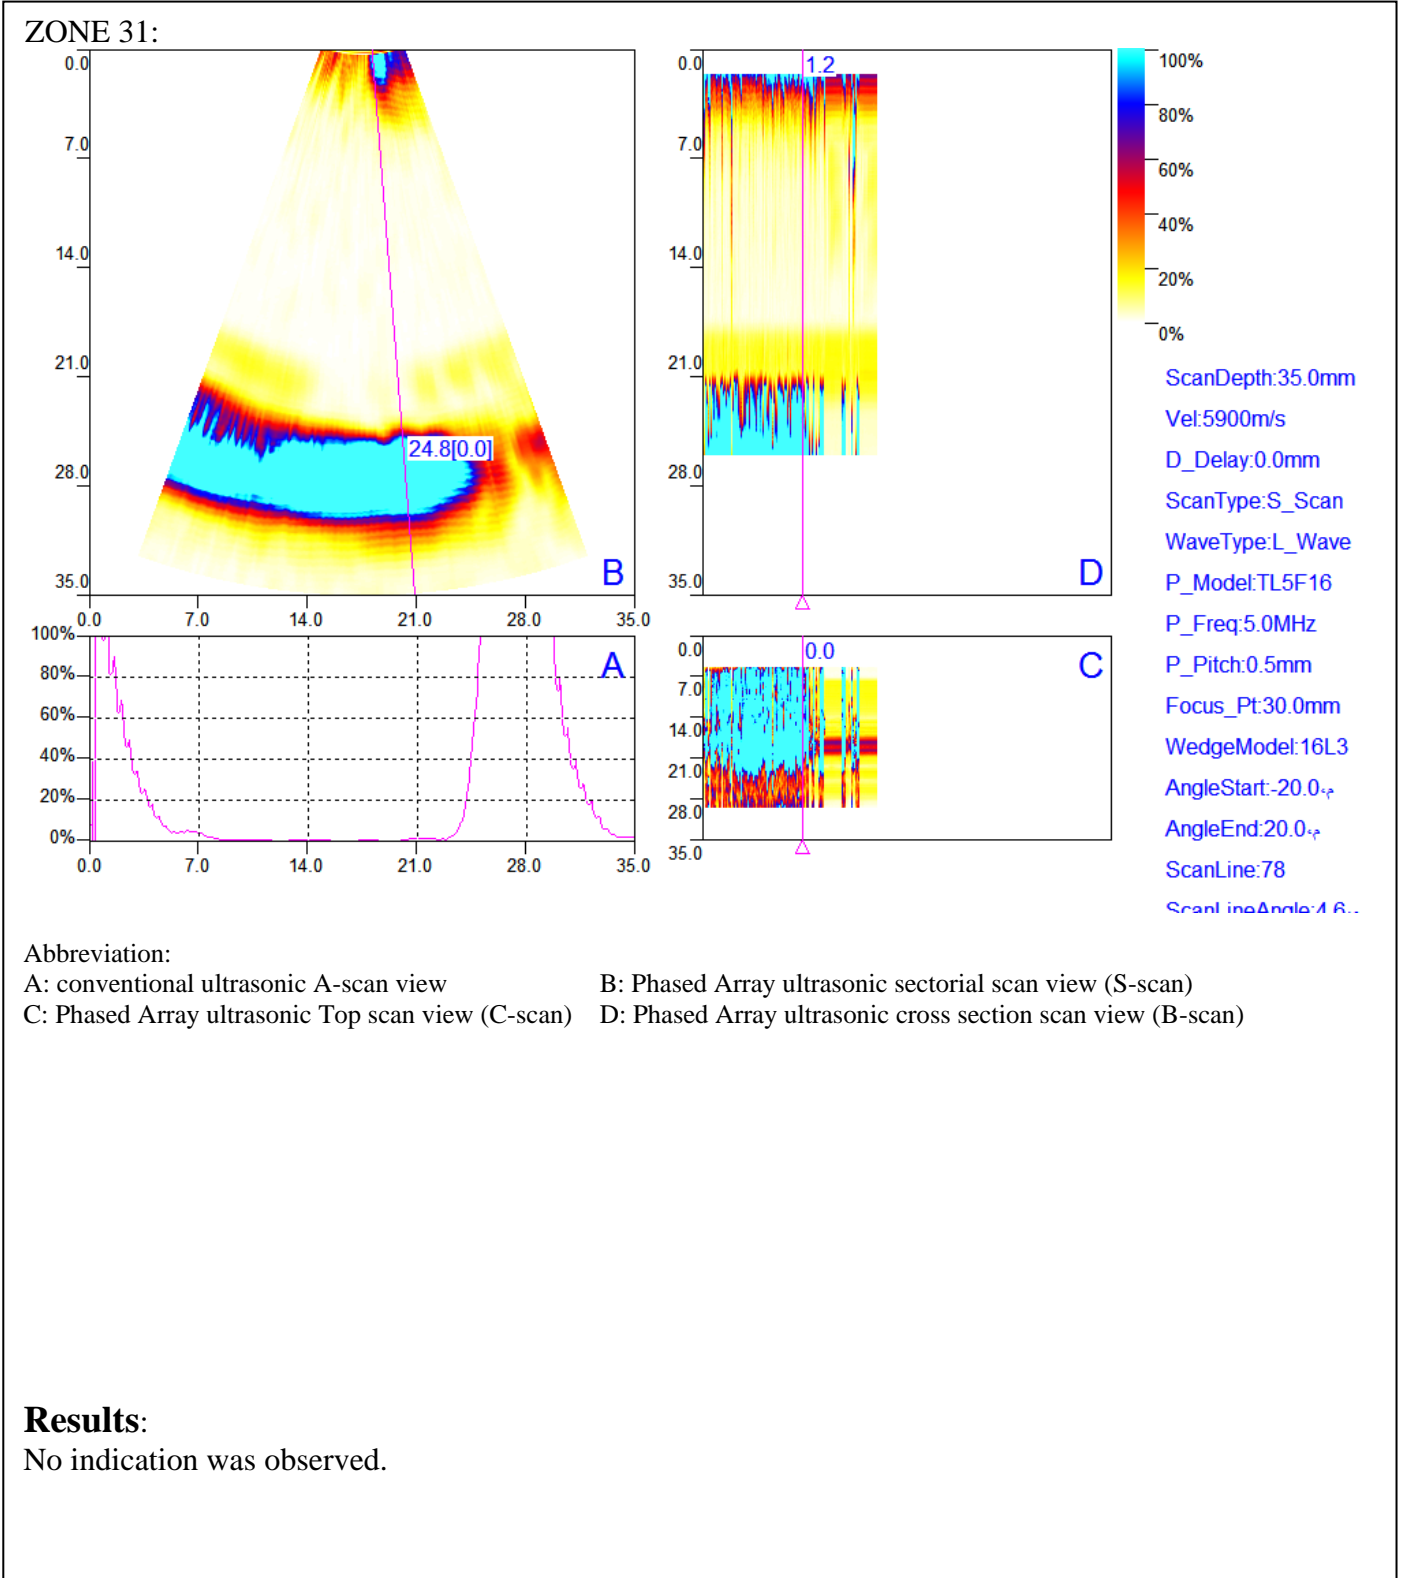 ZONE 31:
0.0
7.0
14.0
21.0
28.0
35.0
0.0 7.0 14.0 21.0 28.0 35.0
24.8[0.0]
B
0.0
7.0
14.0
21.0
28.0
35.0
1.2
D
100%
80%
60%
40%
20%
0%
100%
80%
60%
40%
20%
0%
0.0 7.0 14.0 21.0 28.0 35.0
A
0.0
7.0
14.0
21.0
28.0
35.0
0.0
C
ScanDepth:35.0mm
Vel:5900m/s
D_Delay:0.0mm
ScanType:S_Scan
WaveType:L_Wave
P_Model:TL5F16
P_Freq:5.0MHz
P_Pitch:0.5mm
Focus_Pt:30.0mm
WedgeModel:16L3
AngleStart:-20.0
AngleEnd:20.0
ScanLine:78
ScanLineAngle:4.6
Abbreviation:
A: conventional ultrasonic A-scan view B: Phased Array ultrasonic sectorial scan view (S-scan)
C: Phased Array ultrasonic Top scan view (C-scan) D: Phased Array ultrasonic cross section scan view (B-scan)
Results:
No indication was observed.